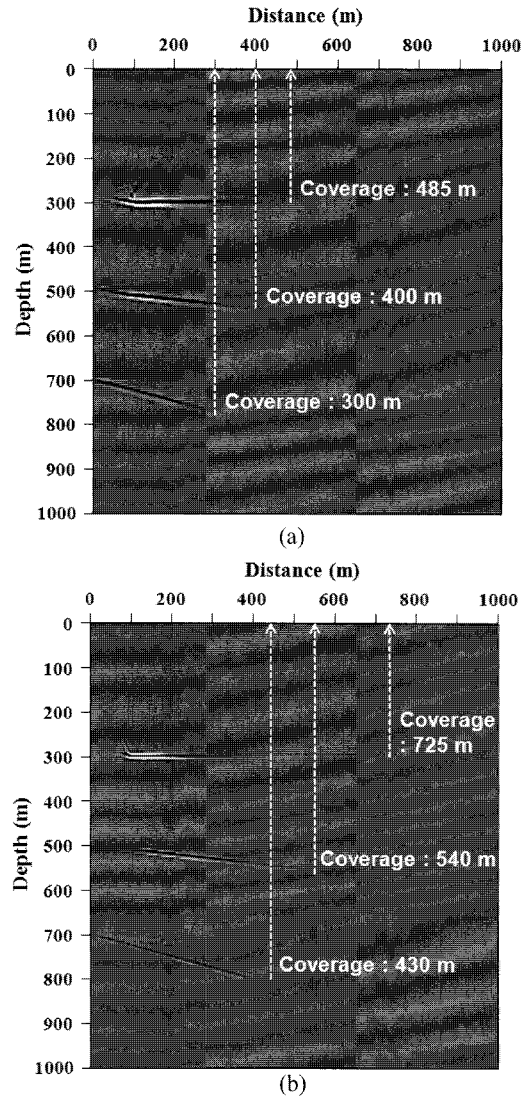 Distance (m)
0 200 400 600 800 1000
0
100
200
300
400
500
600
700
800
900
1000
Depth (m)
Coverage : 485 m
Coverage : 400 m
Coverage : 300 m
(a)
Distance (m)
0 200 400 600 800 1000
0
100
200
300
400
500
600
700
800
900
1000
Depth (m)
Coverage
: 725 m
Coverage : 540 m
Coverage : 430 m
(b)